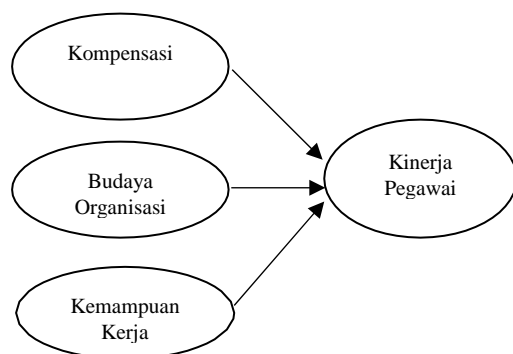 Kompensasi
Budaya
Organisasi
Kemampuan
Kerja
Kinerja
Pegawai